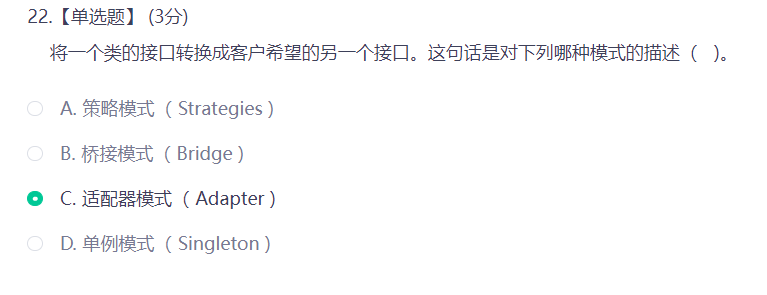 22.【单选题】 (3分)
将一个类的接口转换成客户希望的另一个接口。这句话是对下列哪种模式的描述（ ）。
A. 策略模式（ Strategies ）
B. 桥接模式（ Bridge ）
C. 适配器模式（ Adapter ）
D. 单例模式（ Singleton ）